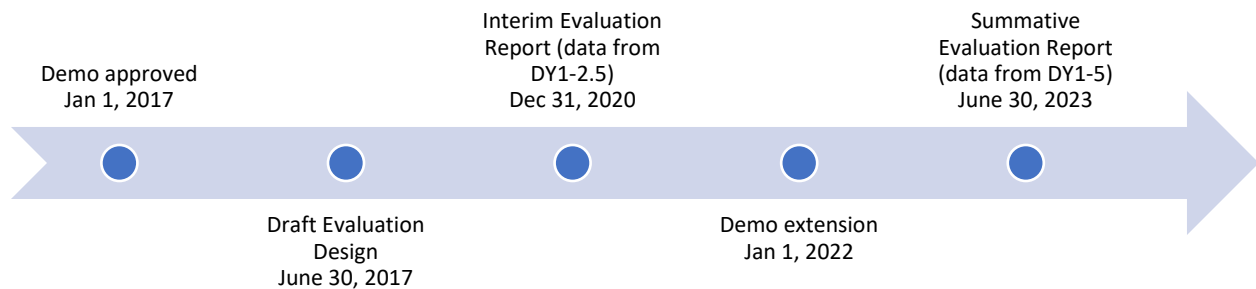 Demo approved
Jan 1, 2017
Draft Evaluation
Design
June 30, 2017
Interim Evaluation
Report (data from
DY1-2.5)
Dec 31, 2020
Demo extension
Jan 1, 2022
Summative
Evaluation Report
(data from DY1-5)
June 30, 2023